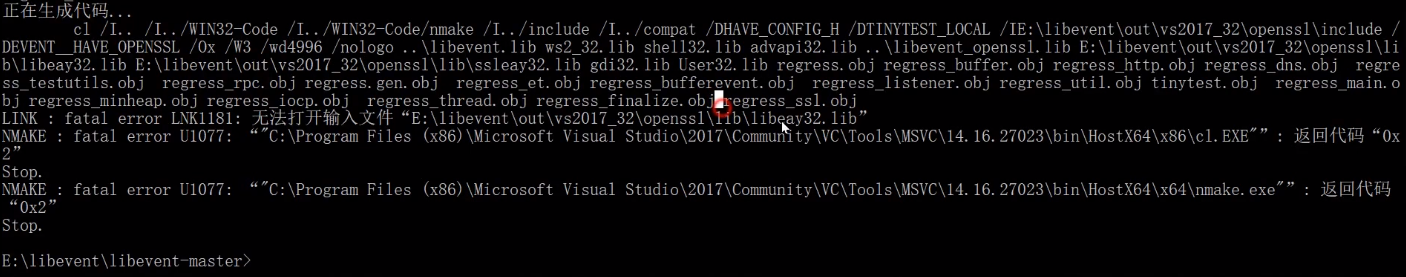 正在生成代码...
cl /I.. /I../WIN32-Code /I../WIN32-Code/nmake /I../include /I../compat /DHAVE_CONFIG_H /DTINYTEST_LOCAL /IE:\libevent\out\vs2017_32\openssl\include /
DEVENT__HAVE_OPENSSL /Ox /W3 /wd4996 /nologo ..\libevent.lib ws2_32.lib shell32.lib advapi32.lib ..\libevent_openssl.lib E:\libevent\out\vs2017_32\openssl\li
b\libeay32.lib E:\libevent\out\vs2017_32\openssl\lib\ssleay32.lib gdi32.lib User32.lib regress.obj regress_buffer.obj regress_http.obj regress_dns.obj regre
ss_testutils.obj regress_rpc.obj regress.gen.obj regress_et.obj regress_bufferevent.obj regress_listener.obj regress_util.obj tinytest.obj regress_main.o
bj regress_minheap.obj regress_iocp.obj regress_thread.obj regress_finalize.obj regress_ssl.obj
LINK : fatal error LNK1181: 无法打开输入文件“E:\libevent\out\vs2017_32\openssl\lib\libeay32.lib”
NMAKE : fatal error U1077: “"C:\Program Files (x86)\Microsoft Visual Studio\2017\Community\VC\Tools\MSVC\14.16.27023\bin\HostX64\x86\cl.EXE"”: 返回代码“0x
2”
Stop.
NMAKE : fatal error U1077: “"C:\Program Files (x86)\Microsoft Visual Studio\2017\Community\VC\Tools\MSVC\14.16.27023\bin\HostX64\x64\nmake.exe"”: 返回代码
“0x2”
Stop.
E:\libevent\libevent-master>